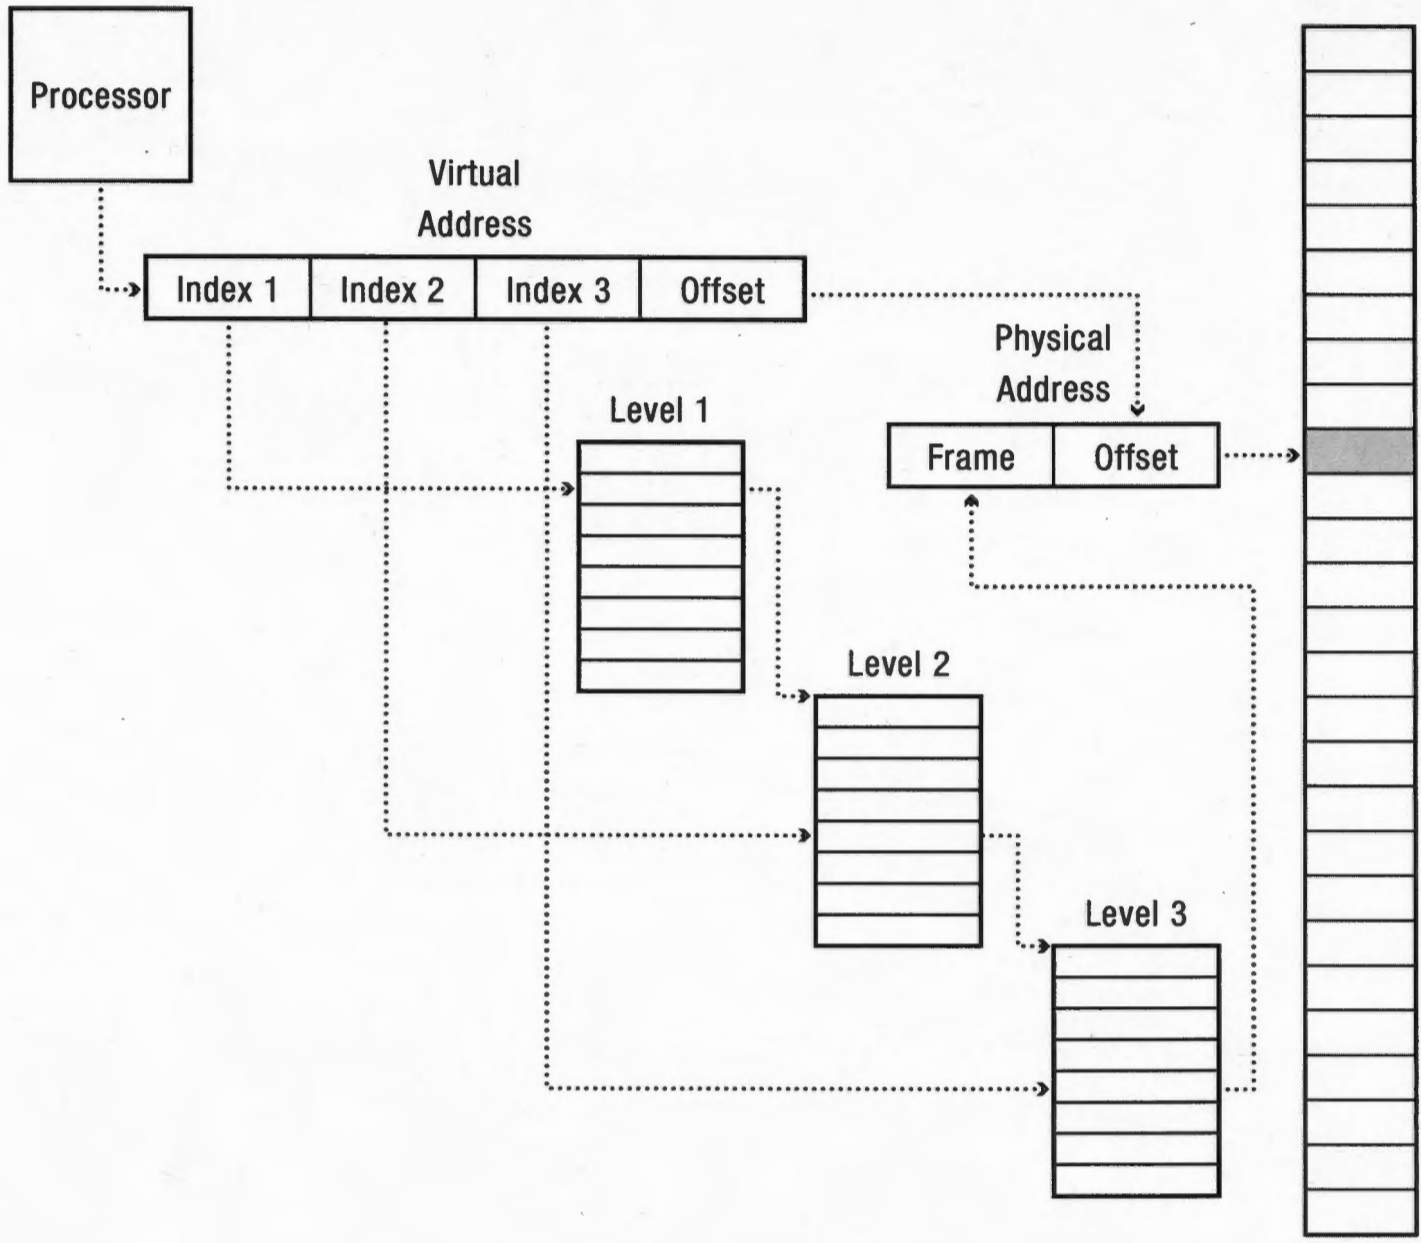 Processor
Virtual
Address
Index 1 Index 2 Index 3 Offset
Physical
Address
Level 1
Frame Offset
Level 2
Level 3